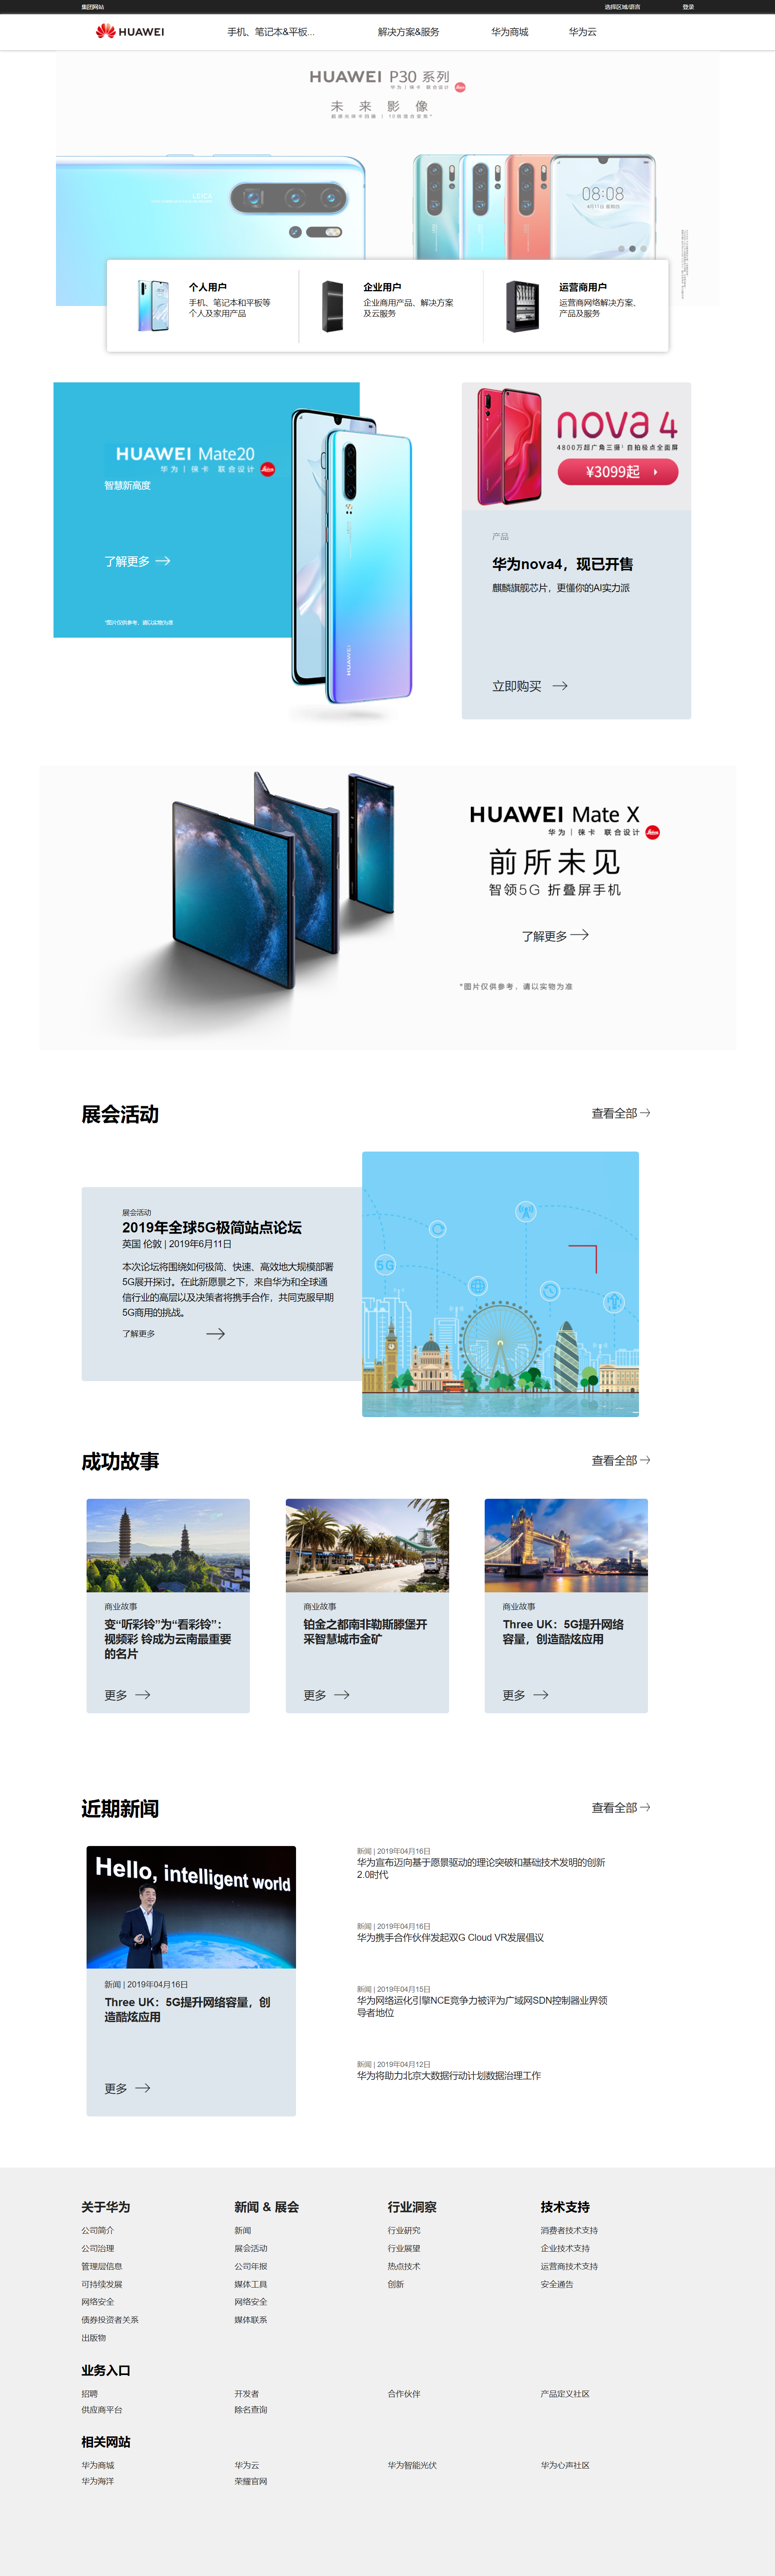 集团网站
选择区域/语言
登录
HUAWEI
手机、笔记本&平板...
解决方案&服务
华为商城
华为云
HUAWEI P30 系列
华为 | 徕卡 联合设计
未来影像
LEICA
08:08
4月11日 星期四
个人用户
手机、笔记本和平板等
个人及家用产品
企业用户
企业商用产品、解决方案
及云服务
运营商用户
运营商网络解决方案、
产品及服务
HUAWEI Mate20
华为 | 徕卡 联合设计
智慧新高度
了解更多
*图片仅供参考，请以实物为准
HUAWEI
nova 4
4800万超广角三摄 自拍极点全面屏
¥3099起
产品
华为nova4，现已开售
麒麟旗舰芯片，更懂你的AI实力派
立即购买
HUAWEI Mate X
华为 | 徕卡 联合设计
前所未见
智领5G 折叠屏手机
了解更多
*图片仅供参考，请以实物为准
展会活动
查看全部
展会活动
2019年全球5G极简站点论坛
英国 伦敦 | 2019年6月11日
本次论坛将围绕如何极简、快速、高效地大规模部署
5G展开探讨。在此新愿景之下，来自华为和全球通
信行业的高层以及决策者将携手合作，共同克服早期
5G商用的挑战。
了解更多
5G
成功故事
查看全部
商业故事
变“听彩铃”为“看彩铃”：
视频彩 铃成为云南最重要
的名片
更多
商业故事
铂金之都南非勒斯滕堡开
采智慧城市金矿
更多
商业故事
Three UK：5G提升网络
容量，创造酷炫应用
更多
近期新闻
查看全部
Hello, intelligent world
新闻 | 2019年04月16日
Three UK：5G提升网络容量，创
造酷炫应用
更多
新闻 | 2019年04月16日
华为宣布迈向基于愿景驱动的理论突破和基础技术发明的创新
2.0时代
新闻 | 2019年04月16日
华为携手合作伙伴发起双G Cloud VR发展倡议
新闻 | 2019年04月15日
华为网络运化引擎NCE竞争力被评为广域网SDN控制器业界领
导者地位
新闻 | 2019年04月12日
华为将助力北京大数据行动计划数据治理工作
关于华为
公司简介
公司治理
管理层信息
可持续发展
网络安全
债券投资者关系
出版物
新闻 & 展会
新闻
展会活动
公司年报
媒体工具
网络安全
媒体联系
行业洞察
行业研究
行业展望
热点技术
创新
技术支持
消费者技术支持
企业技术支持
运营商技术支持
安全通告
业务入口
招聘
开发者
合作伙伴
产品定义社区
供应商平台
除名查询
相关网站
华为商城
华为云
华为智能光伏
华为心声社区
华为海洋
荣耀官网